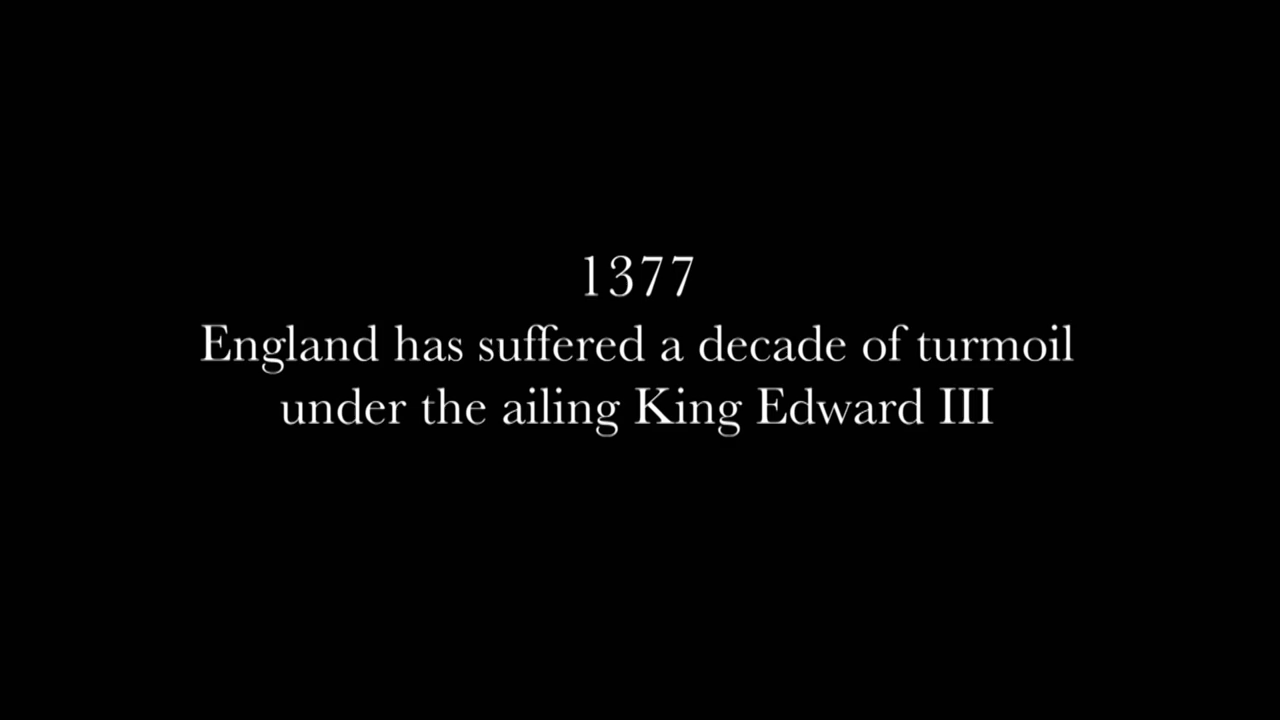 1377
England has suffered a decade of turmoil
under the ailing King Edward III